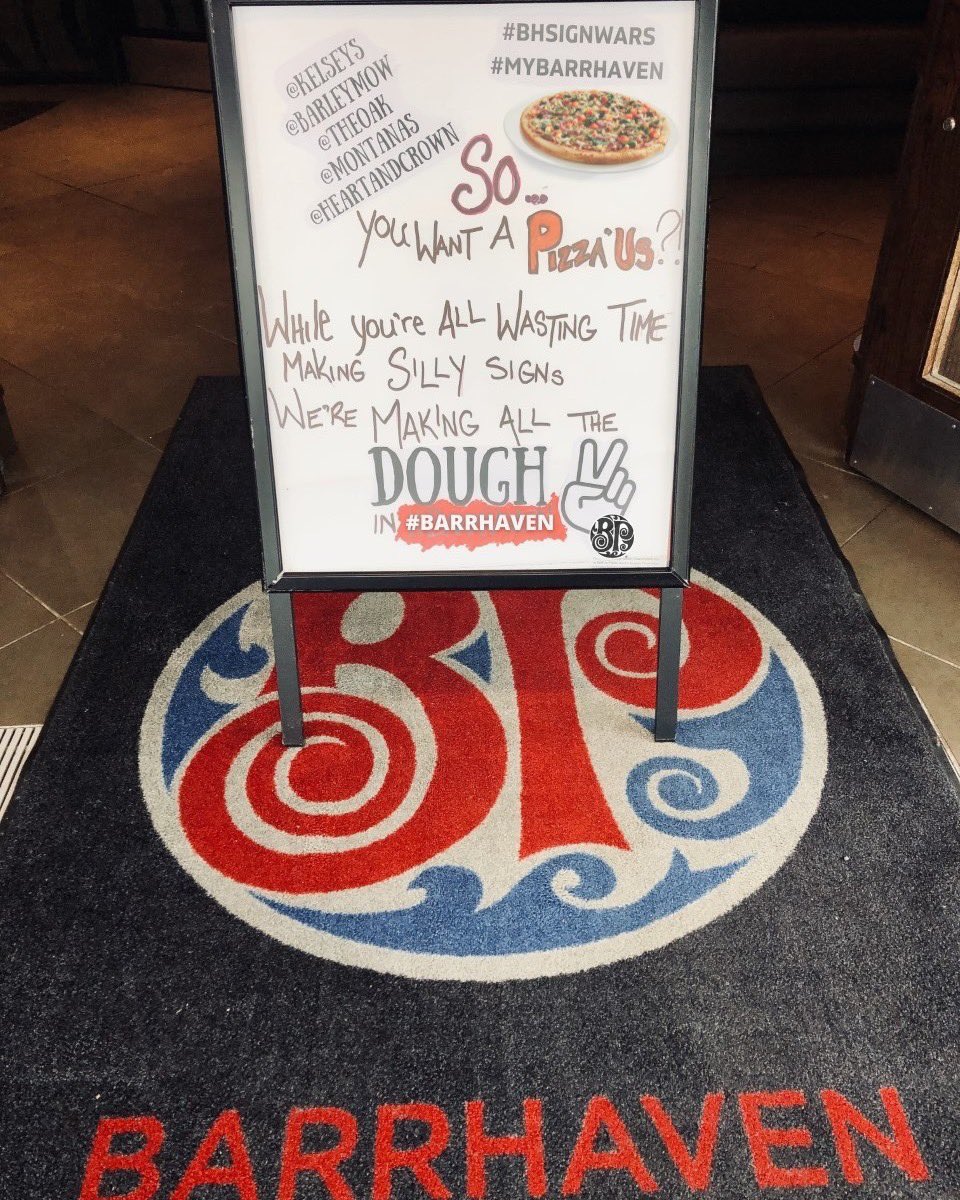 @KELSEYS
@BARLEYMOW
@THEOAK
@MONTANAS
@HEARTANDCROWN
#BHSIGNWARS
#MYBARRHAVEN
So...
YOU WANT A PIZZA' US?!
WHILE YOU'RE ALL WASTING TIME
MAKING SILLY SIGNS
WE'RE MAKING ALL THE
DOUGH
IN #BARRHAVEN
BP
BP
BARRHAVEN